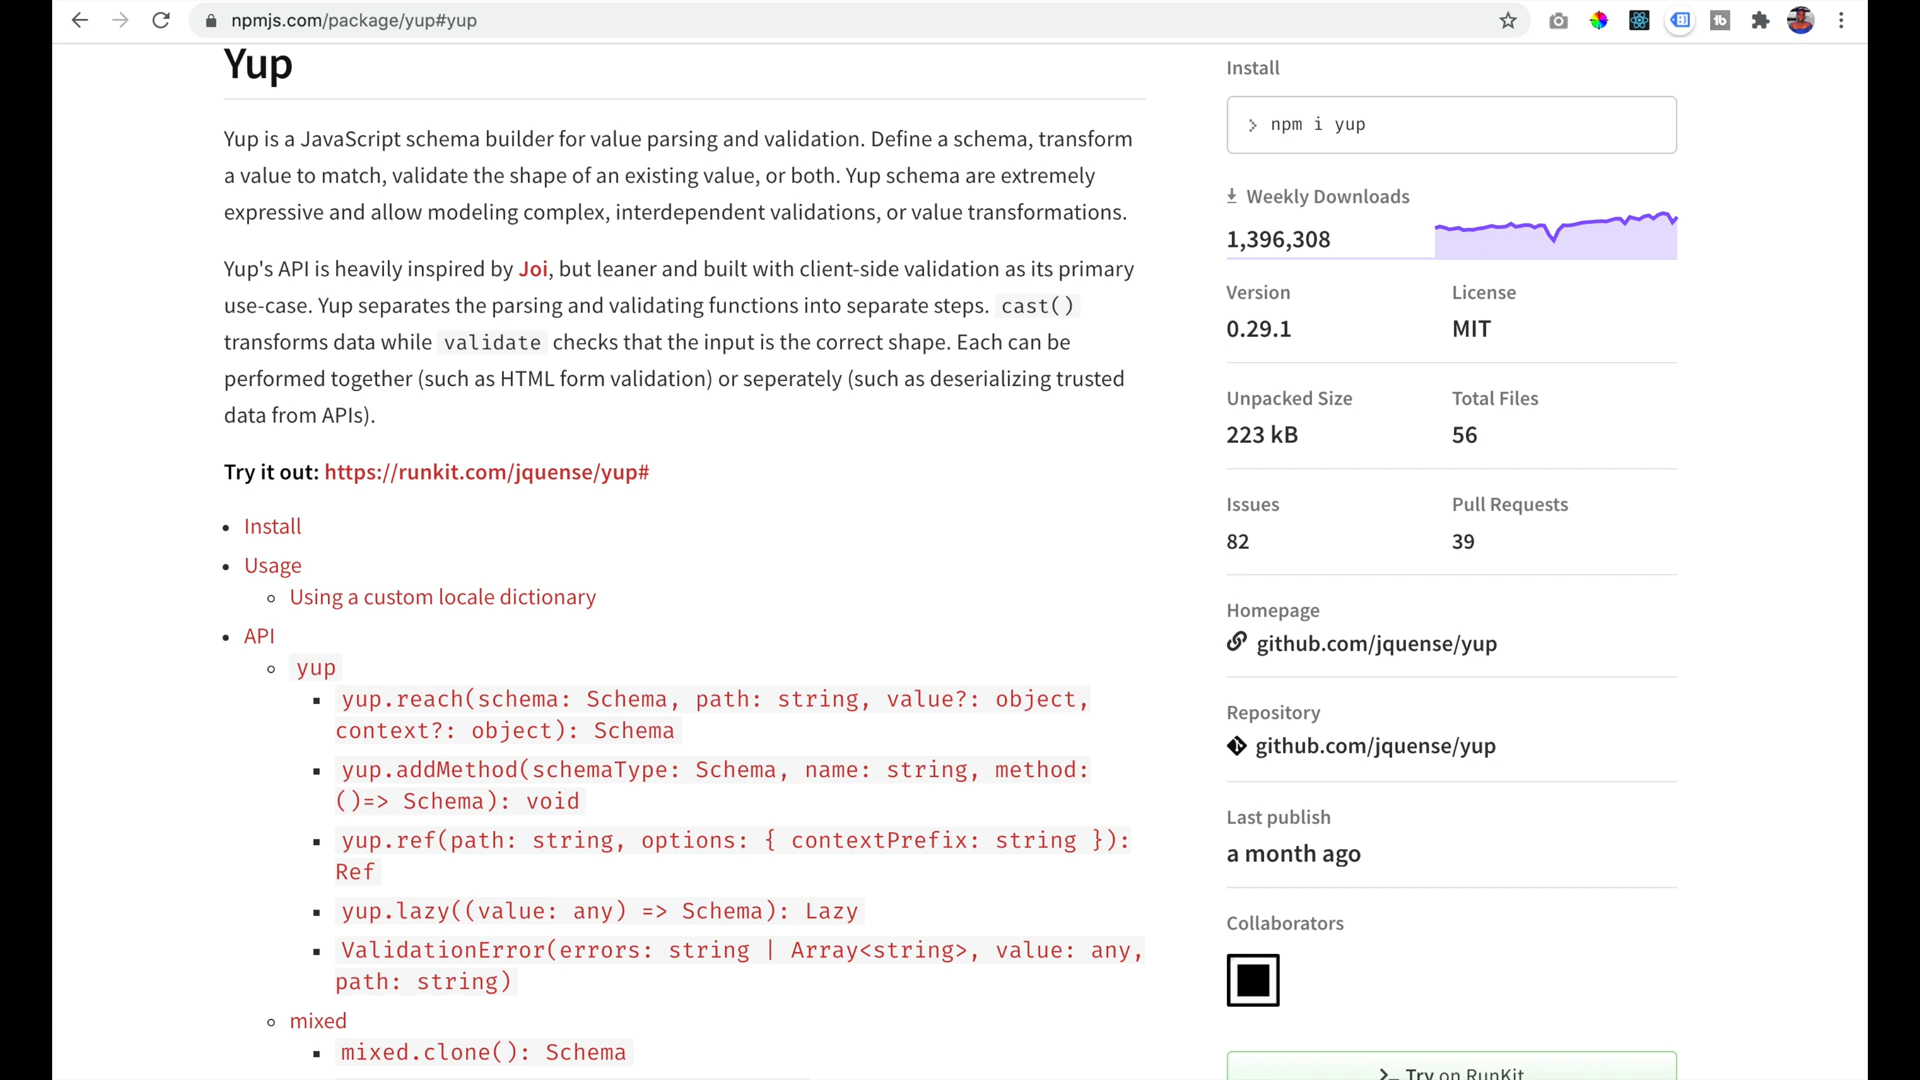 npmjs.com/package/yup#yup
Yup
Yup is a JavaScript schema builder for value parsing and validation. Define a schema, transform
a value to match, validate the shape of an existing value, or both. Yup schema are extremely
expressive and allow modeling complex, interdependent validations, or value transformations.
Yup's API is heavily inspired by Joi, but leaner and built with client-side validation as its primary
use-case. Yup separates the parsing and validating functions into separate steps. cast()
transforms data while validate checks that the input is the correct shape. Each can be
performed together (such as HTML form validation) or seperately (such as deserializing trusted
data from APIs).
Try it out: https://runkit.com/jquense/yup#
Install
Usage
Using a custom locale dictionary
API
yup
yup.reach(schema: Schema, path: string, value?: object,
context?: object): Schema
yup.addMethod(schemaType: Schema, name: string, method:
()=> Schema): void
yup.ref(path: string, options: { contextPrefix: string }):
Ref
yup.lazy((value: any) => Schema): Lazy
ValidationError(errors: string | Array<string>, value: any,
path: string)
mixed
mixed.clone(): Schema
Install
> npm i yup
Weekly Downloads
1,396,308
Version
License
0.29.1
MIT
Unpacked Size
Total Files
223 kB
56
Issues
Pull Requests
82
39
Homepage
github.com/jquense/yup
Repository
github.com/jquense/yup
Last publish
a month ago
Collaborators
Try on RunKit